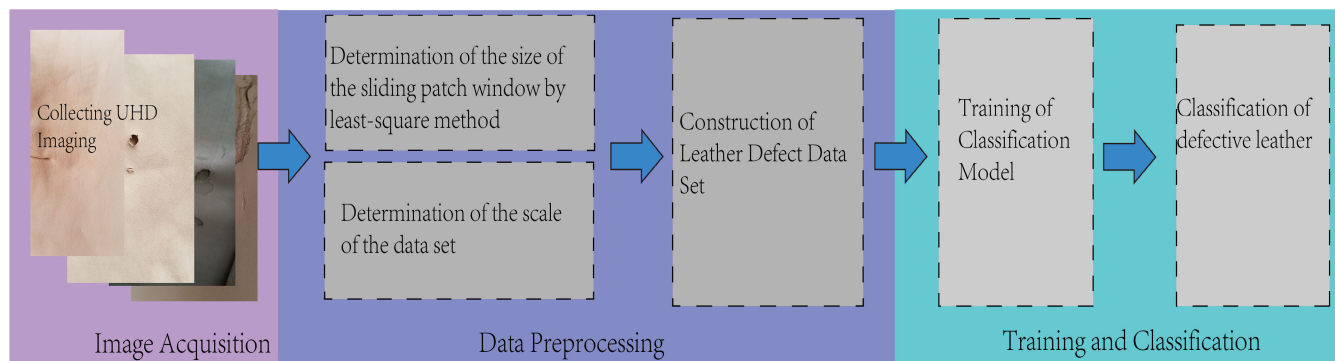 Collecting UHD
Imaging
Determination of the size of
the sliding patch window by
least-square method
Determination of the scale
of the data set
Construction of
Leather Defect Data
Set
Training of
Classification
Model
Classification of
defective leather
Image Acquisition
Data Preprocessing
Training and Classification